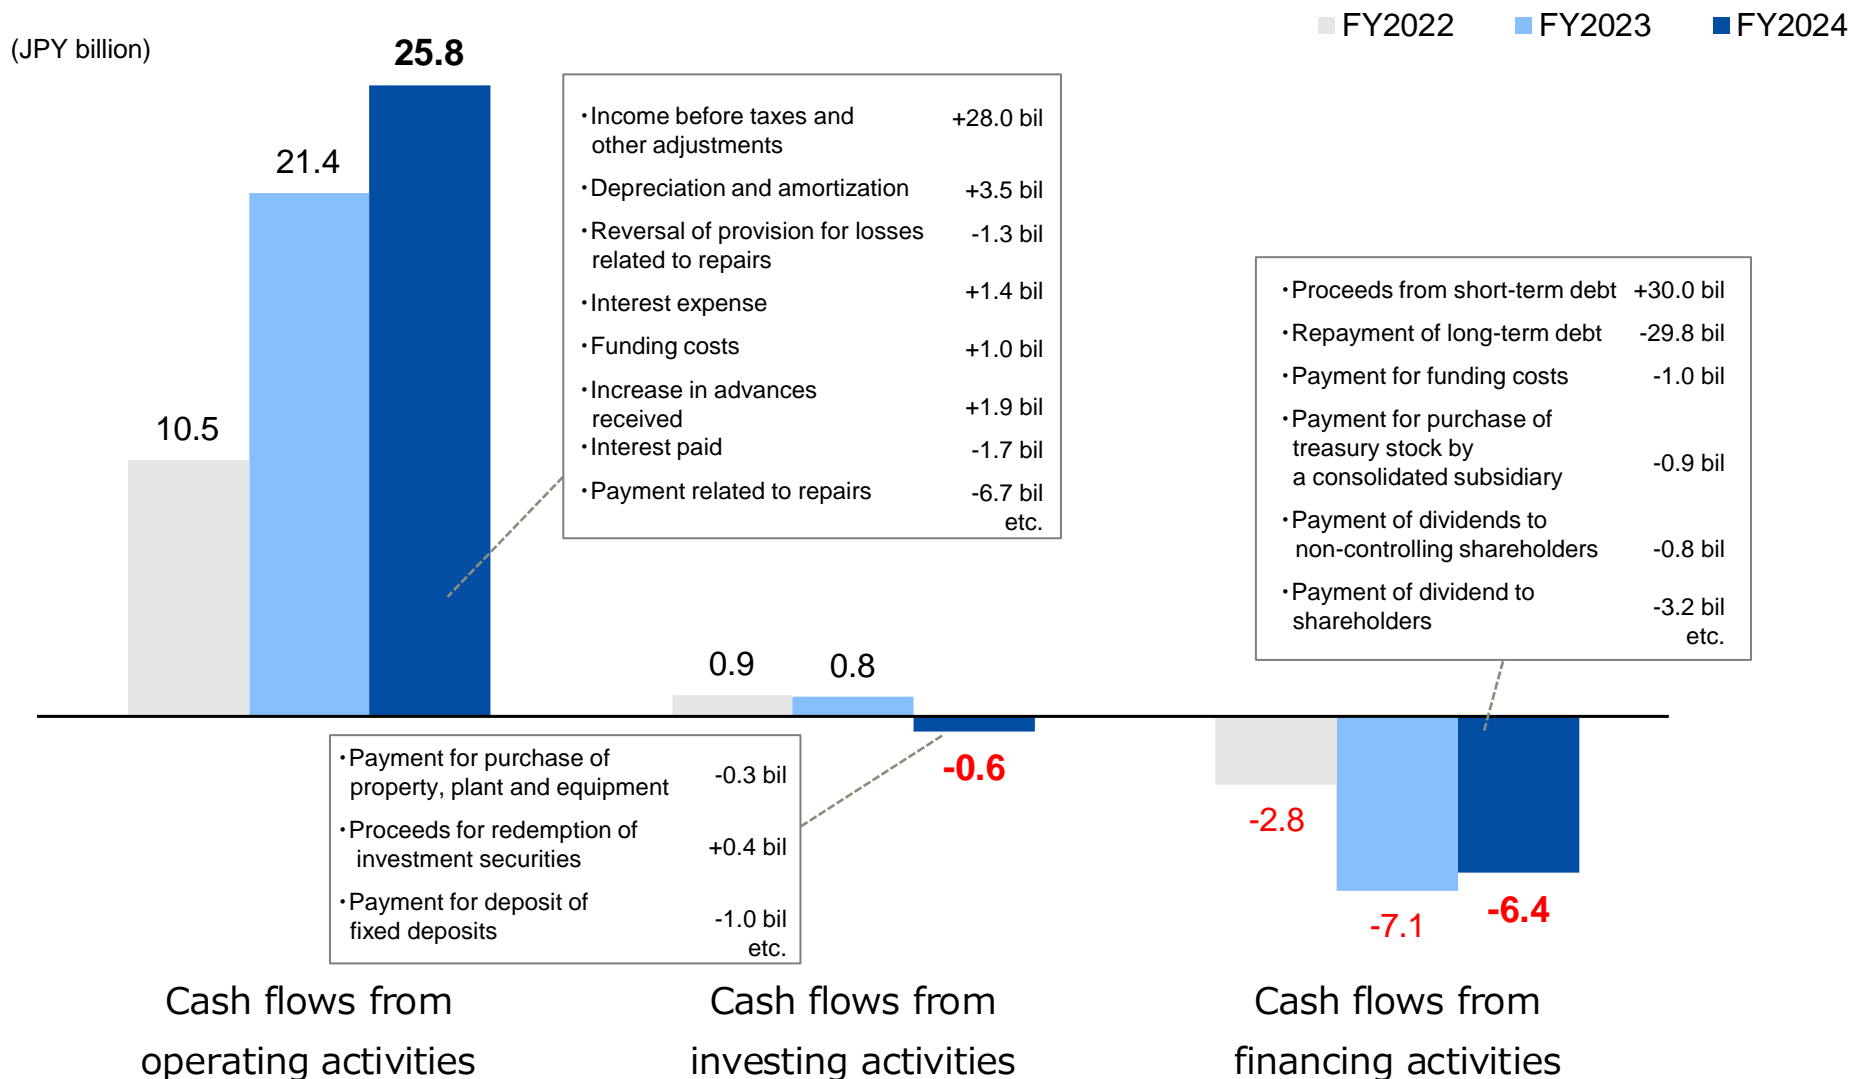 (JPY billion)
FY2022 FY2023 FY2024
25.8
21.4
10.5
・Income before taxes and +28.0 bil
other adjustments
・Depreciation and amortization +3.5 bil
・Reversal of provision for losses -1.3 bil
related to repairs
・Interest expense +1.4 bil
・Funding costs +1.0 bil
・Increase in advances
received +1.9 bil
・Interest paid -1.7 bil
・Payment related to repairs -6.7 bil
etc.
0.9 0.8
-0.6
・Payment for purchase of
property, plant and equipment -0.3 bil
・Proceeds for redemption of
investment securities +0.4 bil
・Payment for deposit of
fixed deposits -1.0 bil
etc.
・Proceeds from short-term debt +30.0 bil
・Repayment of long-term debt -29.8 bil
・Payment for funding costs -1.0 bil
・Payment for purchase of
treasury stock by
a consolidated subsidiary -0.9 bil
・Payment of dividends to
non-controlling shareholders -0.8 bil
・Payment of dividend to
shareholders -3.2 bil
etc.
-2.8
-7.1
-6.4
Cash flows from
operating activities
Cash flows from
investing activities
Cash flows from
financing activities